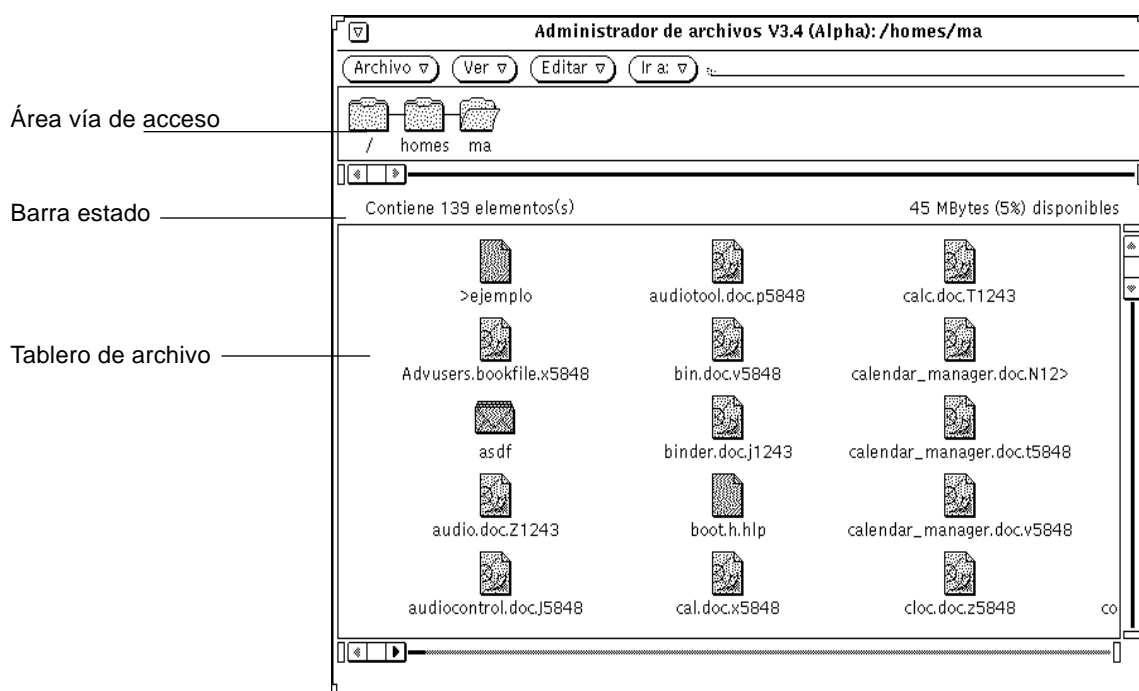 Administrador de archivos V3.4 (Alpha): /homes/ma
Archivo Ver Editar Ir a:
Área vía de acceso
/ homes ma
Barra estado
Contiene 139 elementos(s) 45 MBytes (5%) disponibles
>ejemplo audiotool.doc.p5848 calc.doc.T1243
Tablero de archivo
Advusers.bookfile.x5848 bin.doc.v5848 calendar_manager.doc.N12>
asdf binder.doc.j1243 calendar_manager.doc.t5848
audio.doc.Z1243 boot.h.hlp calendar_manager.doc.v5848
audiocontrol.doc.J5848 cal.doc.x5848 cloc.doc.z5848 co